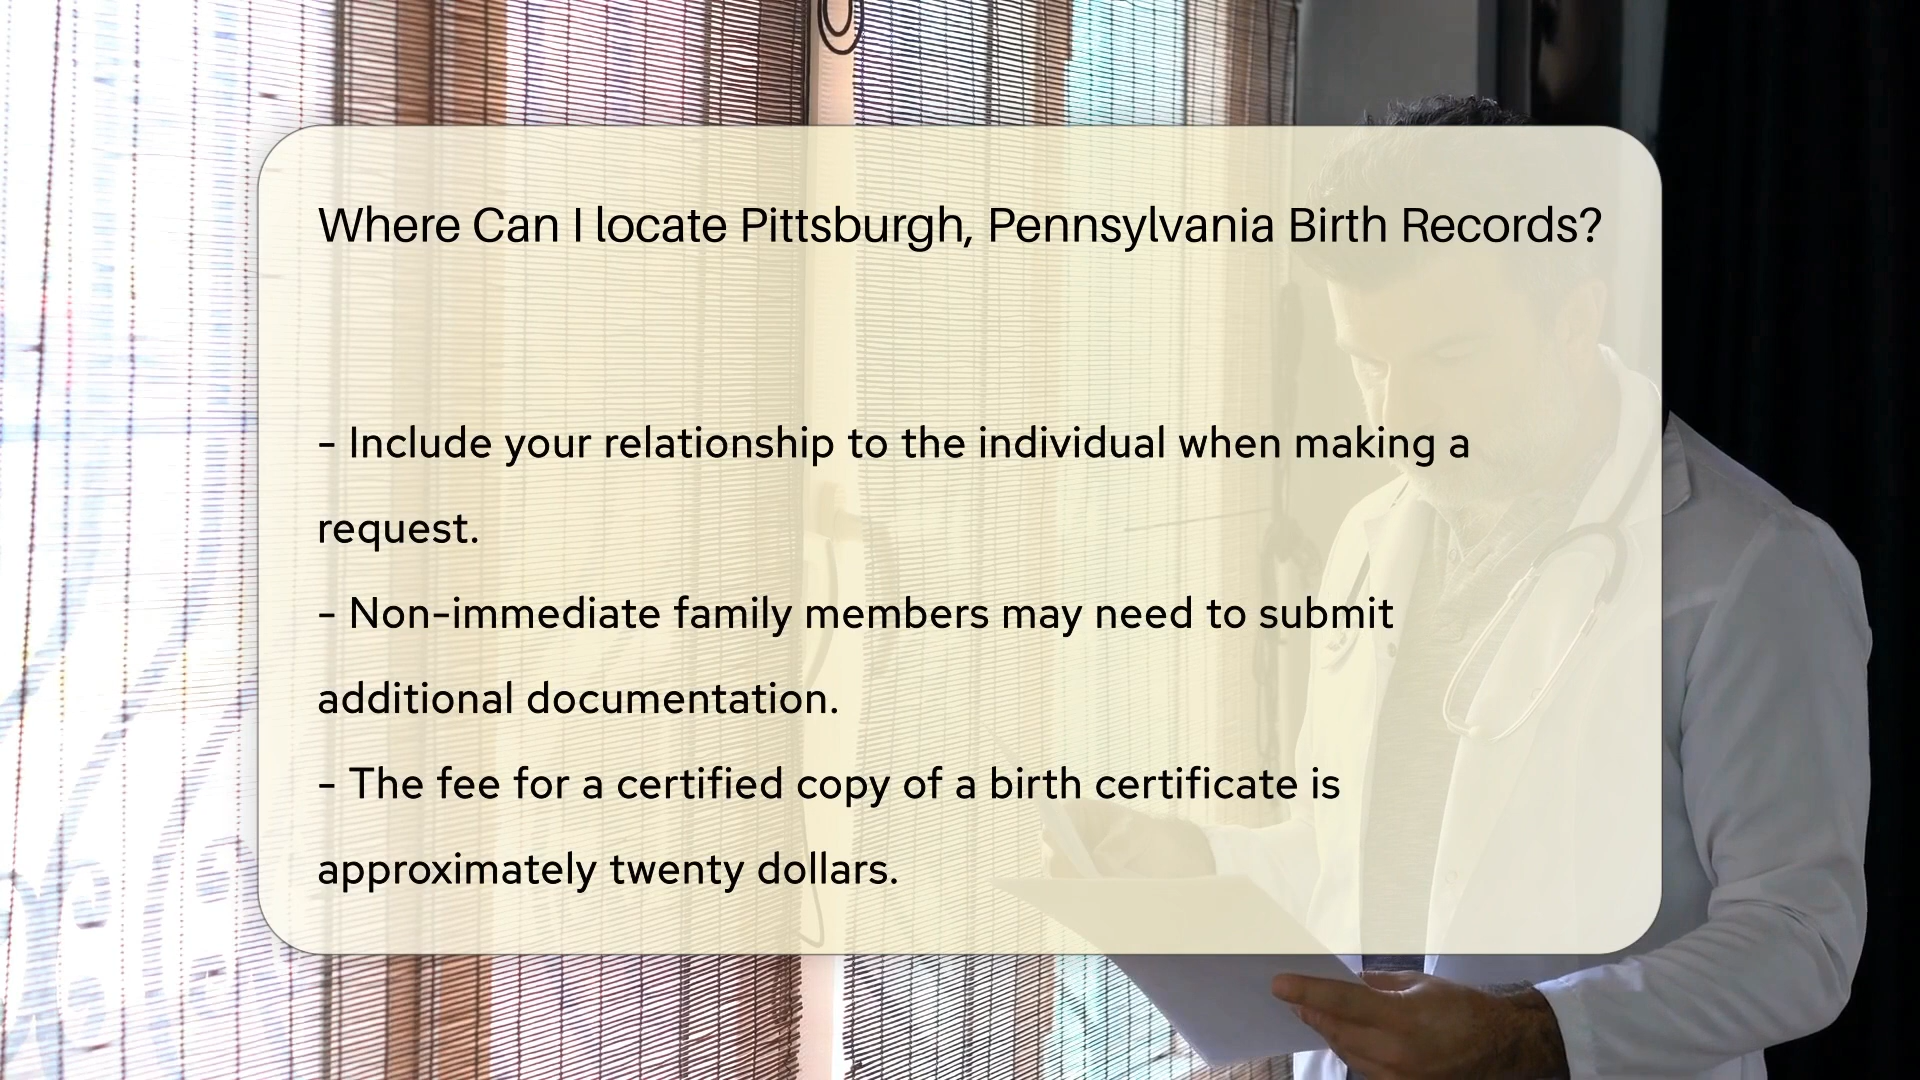 Where Can I locate Pittsburgh, Pennsylvania Birth Records?
- Include your relationship to the individual when making a
request.
- Non-immediate family members may need to submit
additional documentation.
- The fee for a certified copy of a birth certificate is
approximately twenty dollars.